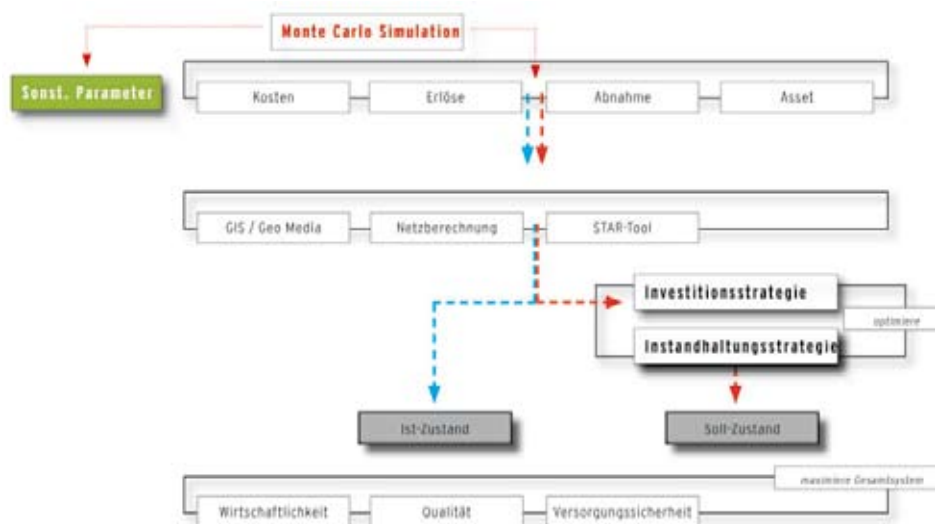 Monte Carlo Simulation
Sonst. Parameter
Kosten
Erlöse
Abnahme
Asset
GIS / Geo Media
Netzberechnung
STAR-Tool
Investitionsstrategie
optimiere
Instandhaltungsstrategie
Ist-Zustand
Soll-Zustand
maximiere Gesamtsystem
Wirtschaftlichkeit
Qualität
Versorgungssicherheit